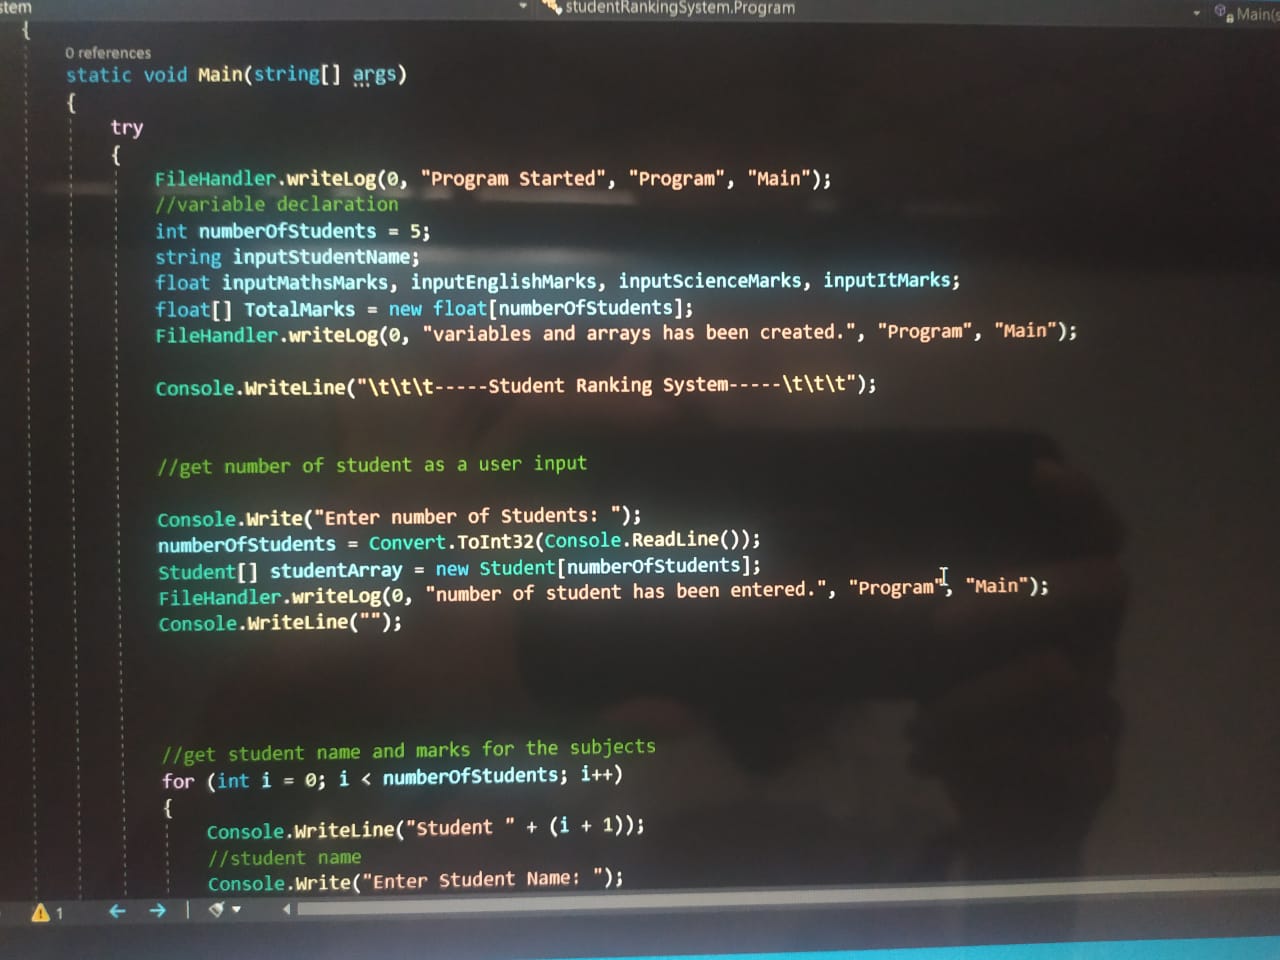 stem
studentRankingSystem.Program
Main(s
{
0 references
static void Main(string[] args)
{
try
{
FileHandler.writeLog(0, "Program Started", "Program", "Main");
//variable declaration
int numberOfStudents = 5;
string inputStudentName;
float inputMathsMarks, inputEnglishMarks, inputScienceMarks, inputItMarks;
float[] TotalMarks = new float[numberOfStudents];
FileHandler.writeLog(0, "variables and arrays has been created.", "Program", "Main");
Console.WriteLine("\t\t\t-----Student Ranking System-----\t\t\t");
//get number of student as a user input
Console.Write("Enter number of Students: ");
numberOfStudents = Convert.ToInt32(Console.ReadLine());
Student[] studentArray = new Student[numberOfStudents];
FileHandler.writeLog(0, "number of student has been entered.", "Program", "Main");
Console.WriteLine("");
//get student name and marks for the subjects
for (int i = 0; i < numberOfStudents; i++)
{
Console.WriteLine("Student " + (i + 1));
//student name
Console.Write("Enter Student Name: ");
1